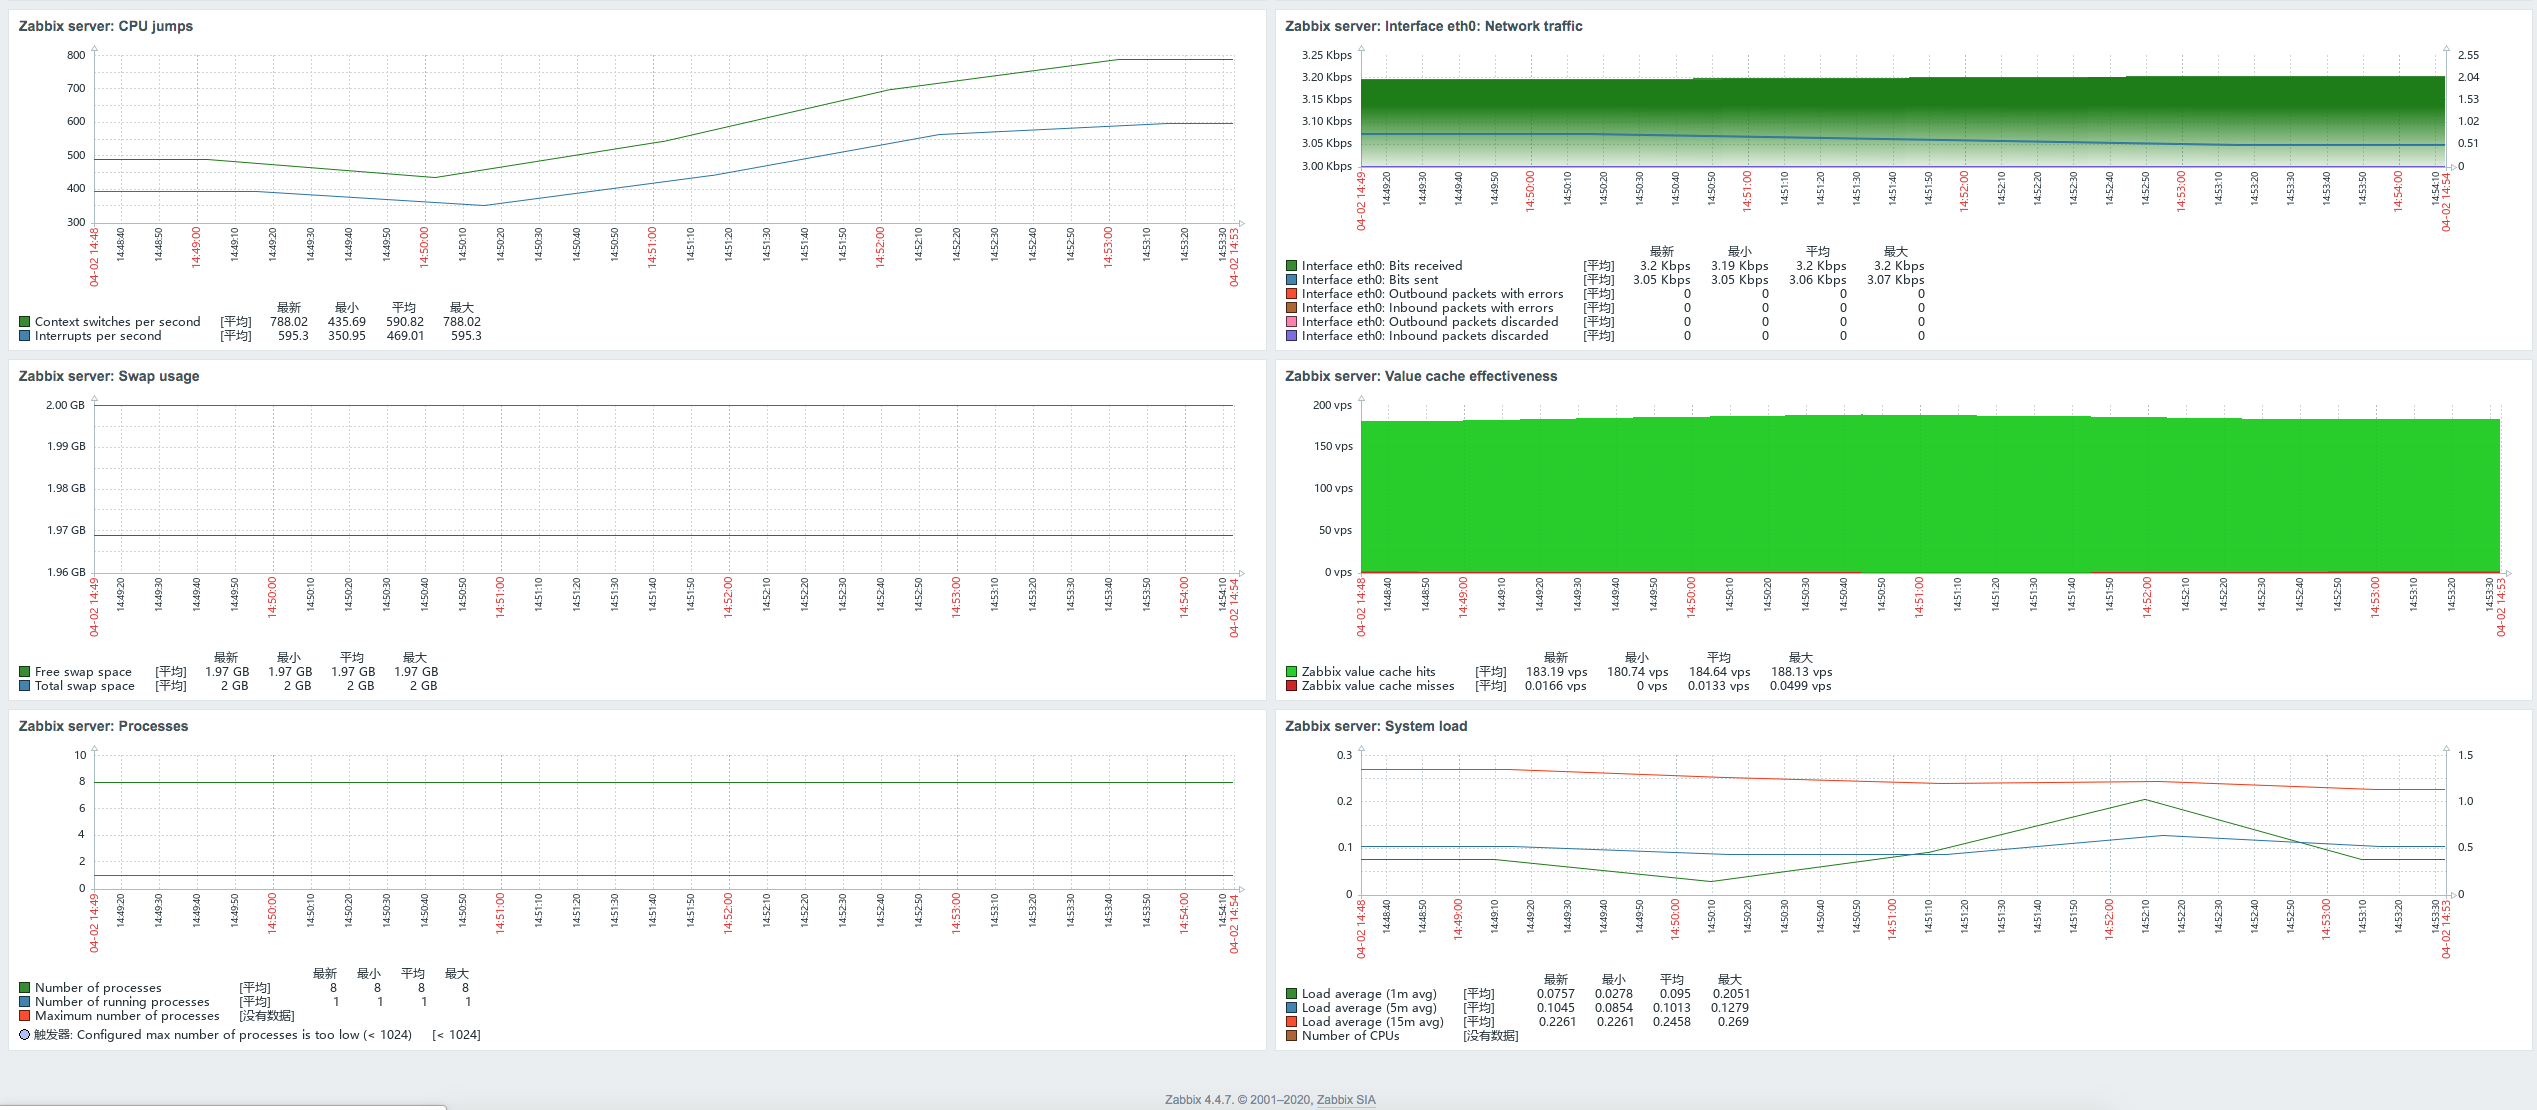 Zabbix server: CPU jumps
800
700
600
500
400
300
04-02 14:48 14:48:40 14:48:50 14:49:00 14:49:10 14:49:20 14:49:30 14:49:40 14:49:50 14:50:00 14:50:10 14:50:20 14:50:30 14:50:40 14:50:50 14:51:00 14:51:10 14:51:20 14:51:30 14:51:40 14:51:50 14:52:00 14:52:10 14:52:20 14:52:30 14:52:40 14:52:50 14:53:00 14:53:10 14:53:20 14:53:30 04-02 14:53
最新 最小 平均 最大
Context switches per second [平均] 788.02 435.69 590.82 788.02
Interrupts per second [平均] 595.3 350.95 469.01 595.3
Zabbix server: Interface eth0: Network traffic
3.25 Kbps 2.55
3.20 Kbps 2.04
3.15 Kbps 1.53
3.10 Kbps 1.02
3.05 Kbps 0.51
3.00 Kbps 0
04-02 14:49 14:49:20 14:49:30 14:49:40 14:49:50 14:50:00 14:50:10 14:50:20 14:50:30 14:50:40 14:50:50 14:51:00 14:51:10 14:51:20 14:51:30 14:51:40 14:51:50 14:52:00 14:52:10 14:52:20 14:52:30 14:52:40 14:52:50 14:53:00 14:53:10 14:53:20 14:53:30 14:53:40 14:53:50 14:54:00 14:54:10 04-02 14:54
最新 最小 平均 最大
Interface eth0: Bits received [平均] 3.2 Kbps 3.19 Kbps 3.2 Kbps 3.2 Kbps
Interface eth0: Bits sent [平均] 3.05 Kbps 3.05 Kbps 3.06 Kbps 3.07 Kbps
Interface eth0: Outbound packets with errors [平均] 0 0 0 0
Interface eth0: Inbound packets with errors [平均] 0 0 0 0
Interface eth0: Outbound packets discarded [平均] 0 0 0 0
Interface eth0: Inbound packets discarded [平均] 0 0 0 0
Zabbix server: Swap usage
2.00 GB
1.99 GB
1.98 GB
1.97 GB
1.96 GB
04-02 14:49 14:49:20 14:49:30 14:49:40 14:49:50 14:50:00 14:50:10 14:50:20 14:50:30 14:50:40 14:50:50 14:51:00 14:51:10 14:51:20 14:51:30 14:51:40 14:51:50 14:52:00 14:52:10 14:52:20 14:52:30 14:52:40 14:52:50 14:53:00 14:53:10 14:53:20 14:53:30 14:53:40 14:53:50 14:54:00 14:54:10 04-02 14:54
最新 最小 平均 最大
Free swap space [平均] 1.97 GB 1.97 GB 1.97 GB 1.97 GB
Total swap space [平均] 2 GB 2 GB 2 GB 2 GB
Zabbix server: Value cache effectiveness
200 vps
150 vps
100 vps
50 vps
0 vps
04-02 14:48 14:48:40 14:48:50 14:49:00 14:49:10 14:49:20 14:49:30 14:49:40 14:49:50 14:50:00 14:50:10 14:50:20 14:50:30 14:50:40 14:50:50 14:51:00 14:51:10 14:51:20 14:51:30 14:51:40 14:51:50 14:52:00 14:52:10 14:52:20 14:52:30 14:52:40 14:52:50 14:53:00 14:53:10 14:53:20 14:53:30 04-02 14:53
最新 最小 平均 最大
Zabbix value cache hits [平均] 183.19 vps 180.74 vps 184.64 vps 188.13 vps
Zabbix value cache misses [平均] 0.0166 vps 0 vps 0.0133 vps 0.0499 vps
Zabbix server: Processes
10
8
6
4
2
0
04-02 14:49 14:49:20 14:49:30 14:49:40 14:49:50 14:50:00 14:50:10 14:50:20 14:50:30 14:50:40 14:50:50 14:51:00 14:51:10 14:51:20 14:51:30 14:51:40 14:51:50 14:52:00 14:52:10 14:52:20 14:52:30 14:52:40 14:52:50 14:53:00 14:53:10 14:53:20 14:53:30 14:53:40 14:53:50 14:54:00 14:54:10 04-02 14:54
最新 最小 平均 最大
Number of processes [平均] 8 8 8 8
Number of running processes [平均] 1 1 1 1
Maximum number of processes [没有数据]
触发器: Configured max number of processes is too low (< 1024) [< 1024]
Zabbix server: System load
0.3 1.5
0.2 1.0
0.1 0.5
0 0
04-02 14:48 14:48:40 14:48:50 14:49:00 14:49:10 14:49:20 14:49:30 14:49:40 14:49:50 14:50:00 14:50:10 14:50:20 14:50:30 14:50:40 14:50:50 14:51:00 14:51:10 14:51:20 14:51:30 14:51:40 14:51:50 14:52:00 14:52:10 14:52:20 14:52:30 14:52:40 14:52:50 14:53:00 14:53:10 14:53:20 14:53:30 04-02 14:53
最新 最小 平均 最大
Load average (1m avg) [平均] 0.0757 0.0278 0.095 0.2051
Load average (5m avg) [平均] 0.1045 0.0854 0.1013 0.1279
Load average (15m avg) [平均] 0.2261 0.2261 0.2458 0.269
Number of CPUs [没有数据]
Zabbix 4.4.7. © 2001–2020, Zabbix SIA